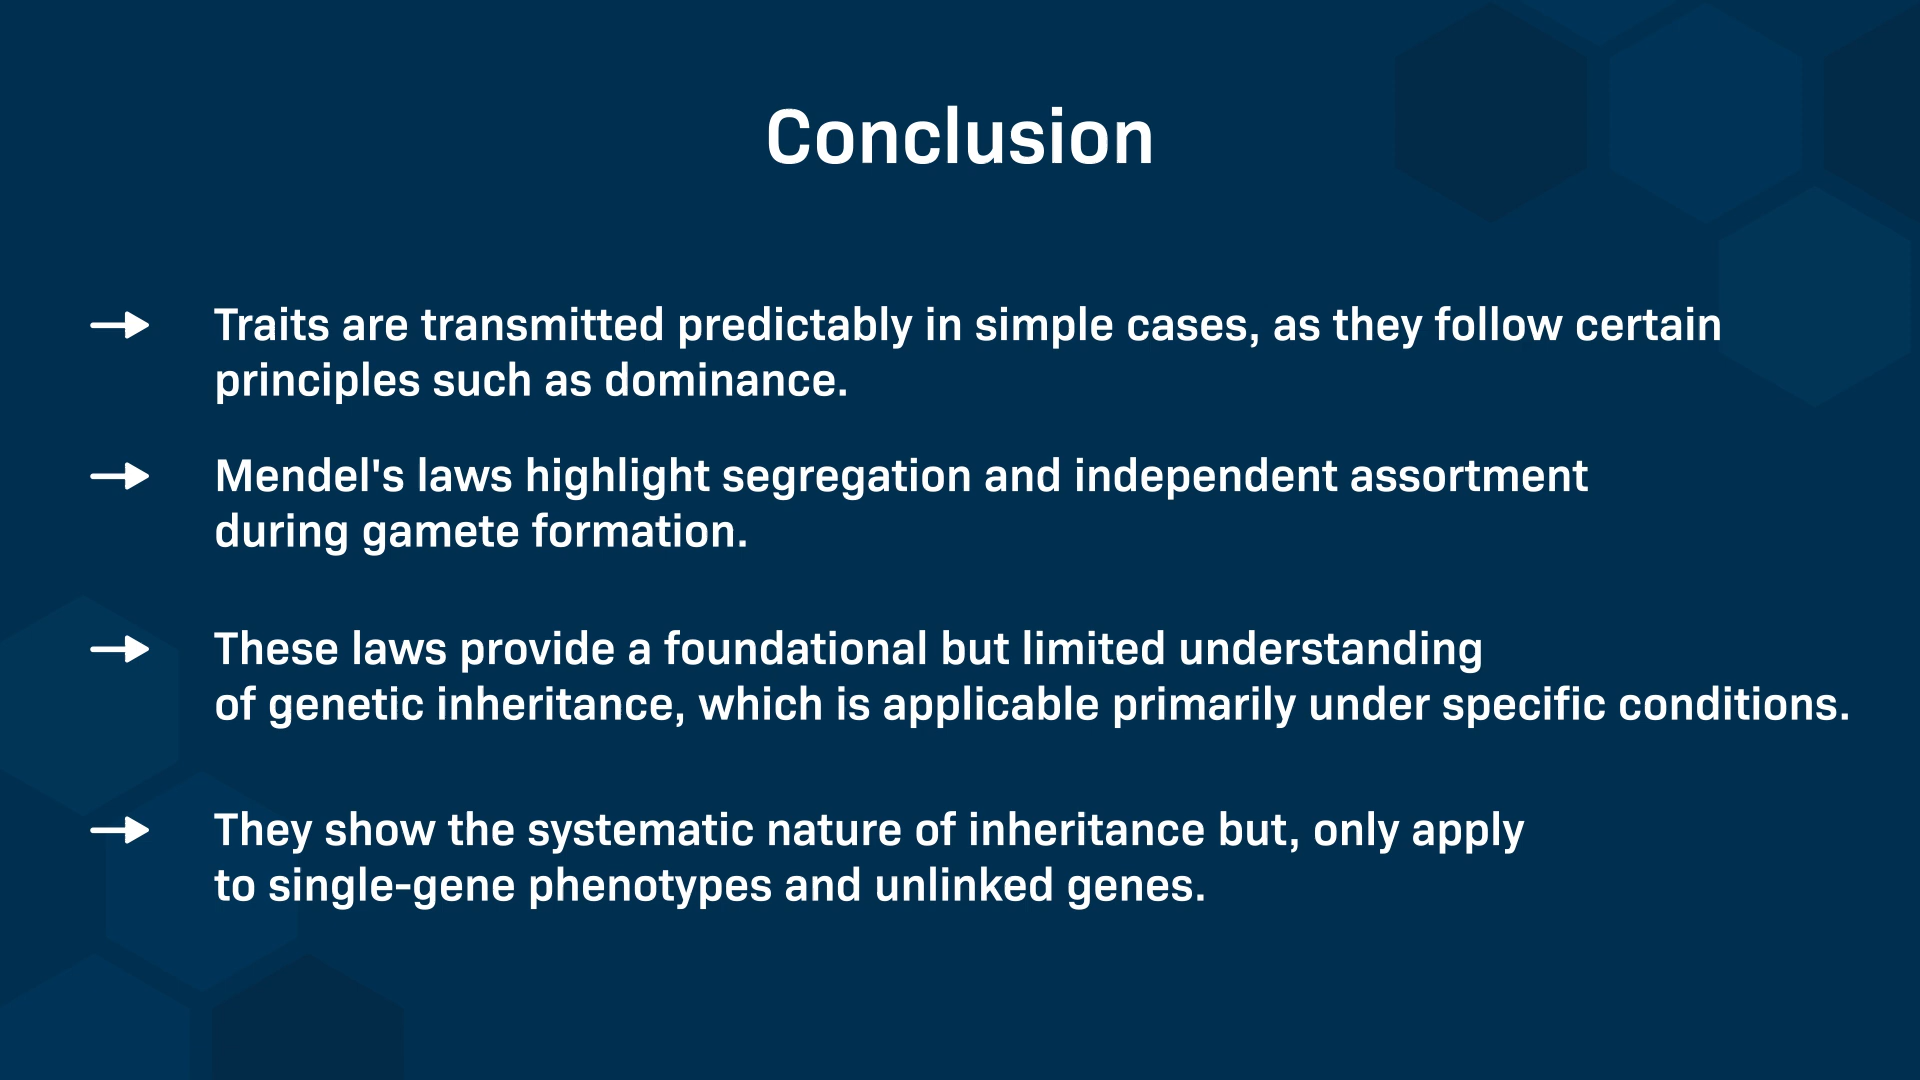 Conclusion
Traits are transmitted predictably in simple cases, as they follow certain
principles such as dominance.
Mendel's laws highlight segregation and independent assortment
during gamete formation.
These laws provide a foundational but limited understanding
of genetic inheritance, which is applicable primarily under specific conditions.
They show the systematic nature of inheritance but, only apply
to single-gene phenotypes and unlinked genes.